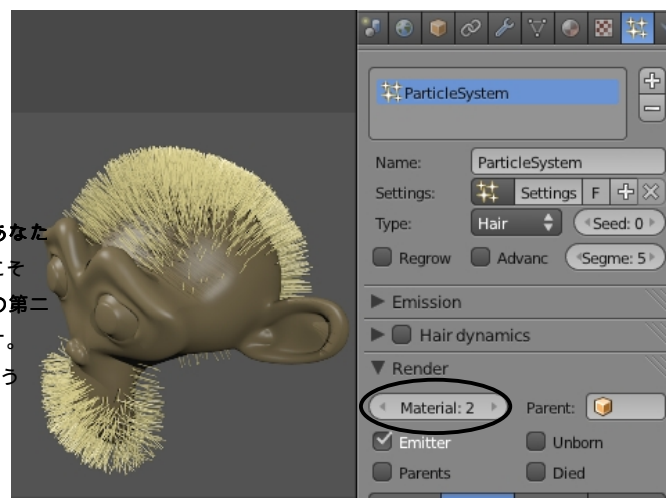 ParticleSystem
Name: ParticleSystem
Settings: Settings F
Type: Hair Seed: 0
Regrow Advanc Segme: 5
Emission
Hair dynamics
Render
Material: 2 Parent:
Emitter Unborn
Parents Died
あなた
こそ
の第二
す。
う